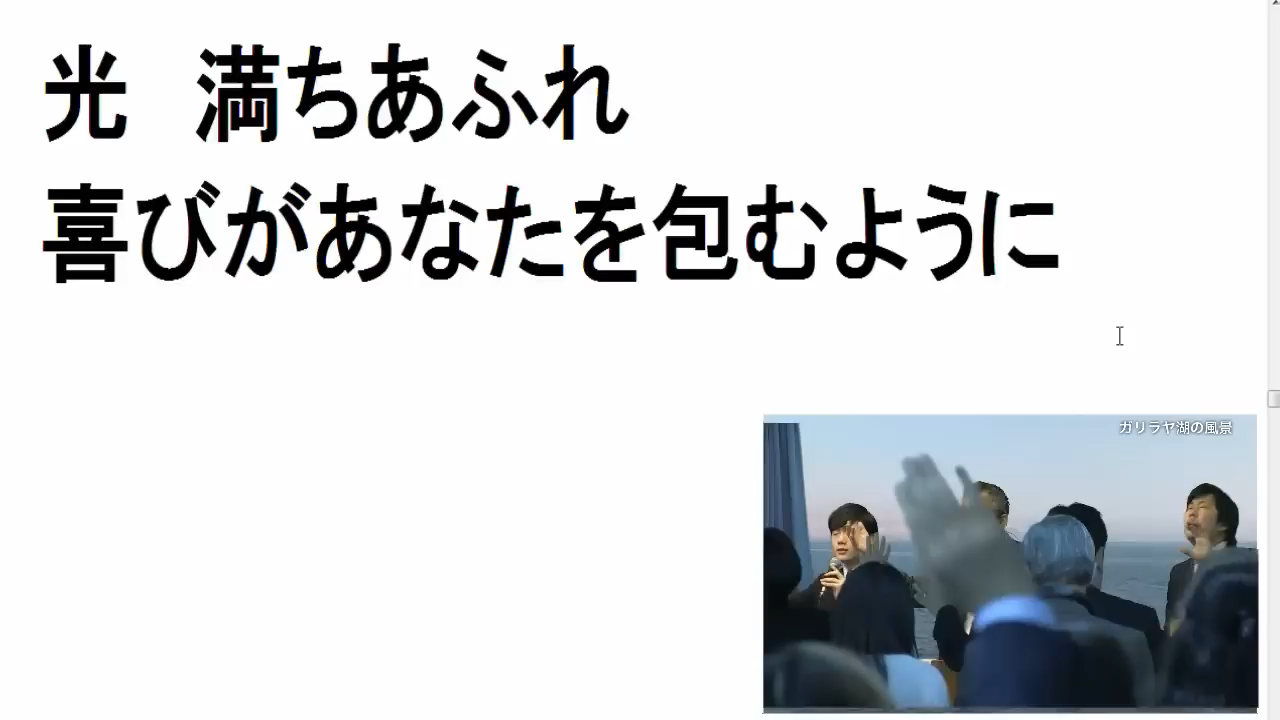 光　満ちあふれ
喜びがあなたを包むように
ガリラヤ湖の風景